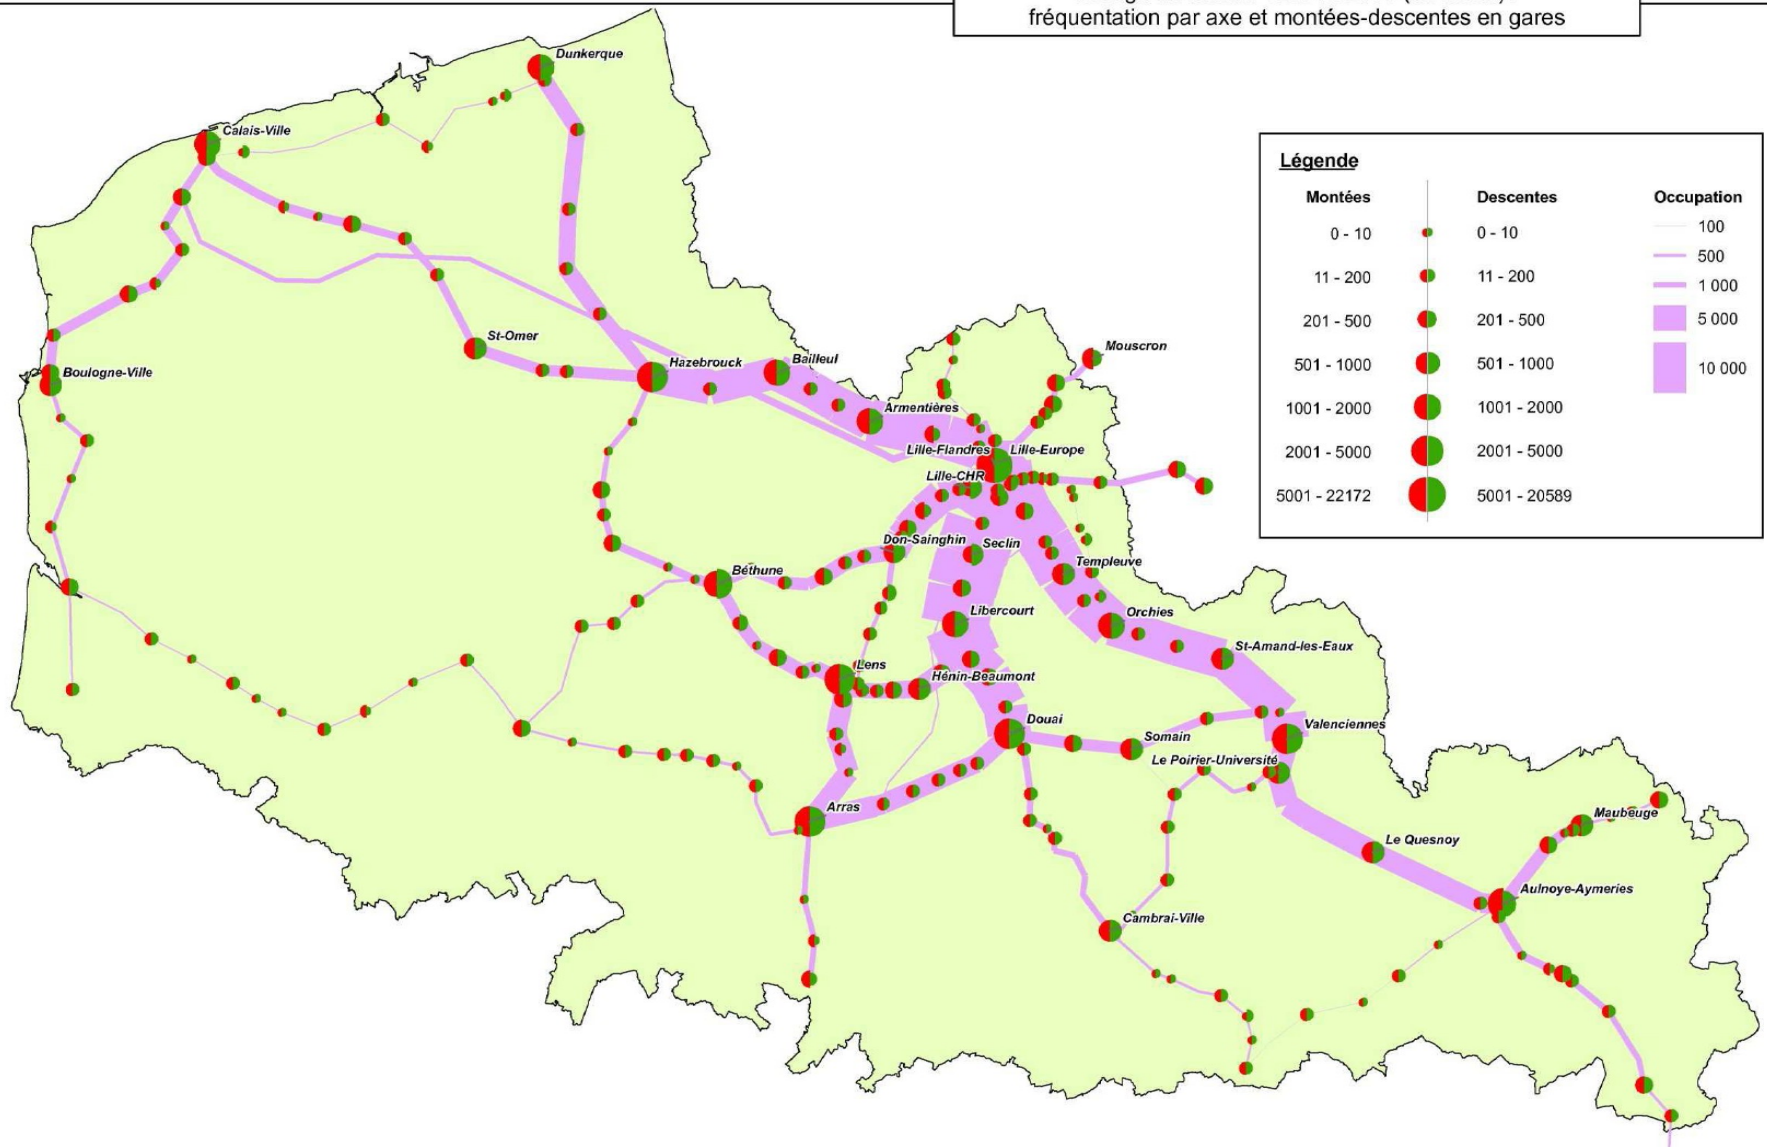 fréquentation par axe et montées-descentes en gares
Dunkerque
Calais-Ville
St-Omer
Boulogne-Ville
Hazebrouck
Bailleul
Armentières
Mouscron
Lille-Flandres
Lille-Europe
Lille-CHR
Don-Sainghin
Seclin
Templeuve
Béthune
Libercourt
Orchies
St-Amand-les-Eaux
Lens
Hénin-Beaumont
Douai
Somain
Valenciennes
Le Poirier-Université
Arras
Le Quesnoy
Maubeuge
Aulnoye-Aymeries
Cambrai-Ville
Légende
Montées Descentes Occupation
0 - 10 0 - 10 100
11 - 200 11 - 200 500
201 - 500 201 - 500 1 000
501 - 1000 501 - 1000 5 000
1001 - 2000 1001 - 2000 10 000
2001 - 5000 2001 - 5000
5001 - 22172 5001 - 20589